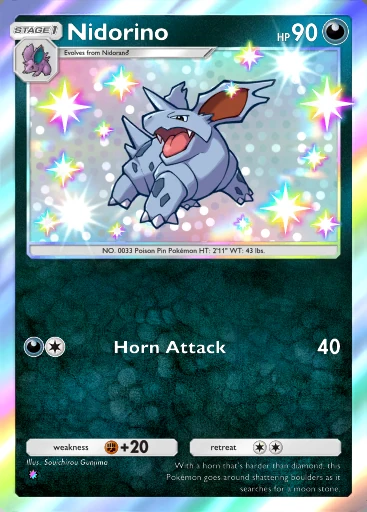 STAGE 1
Nidorino
HP 90
Evolves from Nidoran♂
NO. 0033 Poison Pin Pokémon HT: 2'11" WT: 43 lbs.
Horn Attack 40
weakness +20 retreat
Illus. Souichirou Gunjima
With a horn that's harder than diamond, this
Pokémon goes around shattering boulders as it
searches for a moon stone.